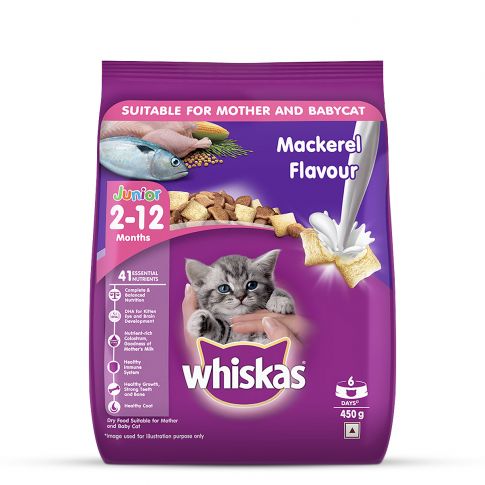 SUITABLE FOR MOTHER AND BABYCAT
Mackerel
Flavour
Junior
2-12
Months
41 ESSENTIAL
NUTRIENTS
Complete &
Balanced
Nutrition
DHA for Kitten
Eye and Brain
Development
Nutrient-rich
Colostrum,
Goodness of
Mother's Milk
Healthy
Immune
System
Healthy Growth,
Strong Teeth
and Bone
Healthy Coat
Dry Food Suitable for Mother
and Baby Cat
*Image used for illustration purpose only
whiskas
6
DAYS
450 g